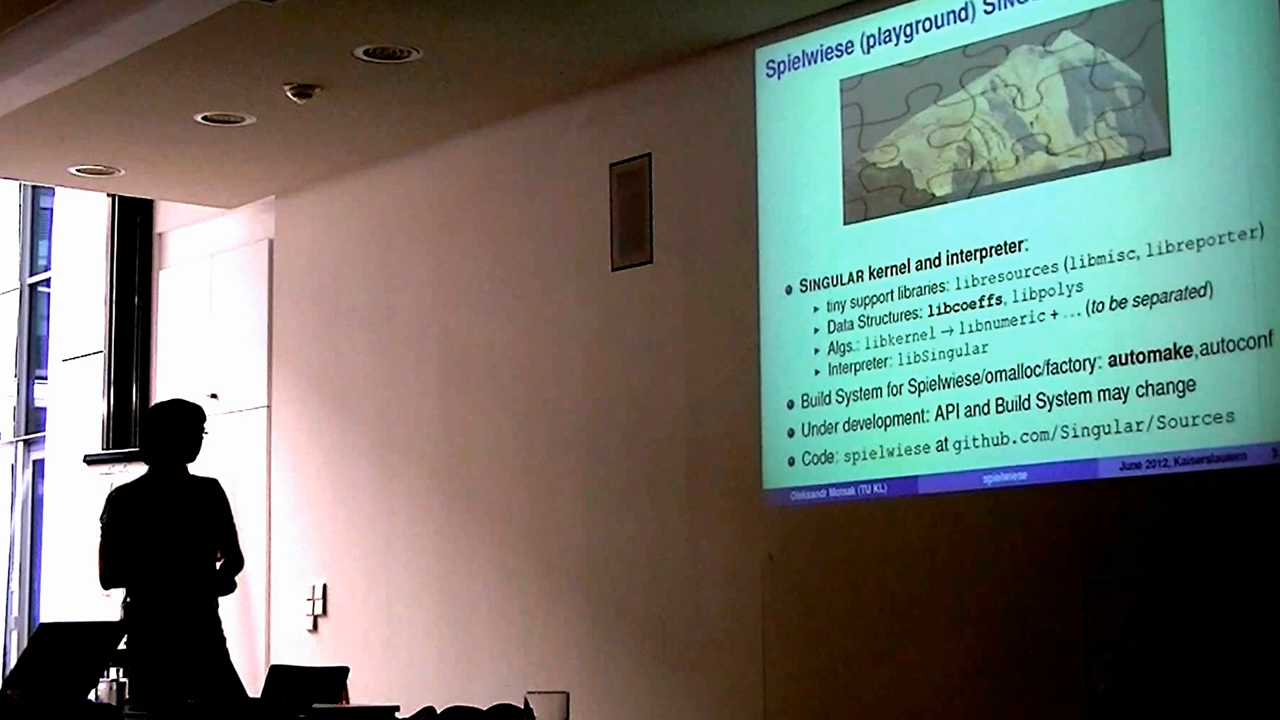 Spielwiese (playground)
SINGULAR kernel and interpreter:
tiny support libraries: libresources (libmisc, libreporter)
Data Structures: libcoeffs, libpolys
Algs.: libkernel → libnumeric + … (to be separated)
Interpreter: libSingular
Build System for Spielwiese/omalloc/factory: automake,autoconf
Under development: API and Build System may change
Code: spielwiese at github.com/Singular/Sources
Oleksandr Motsak (TU KL) spielwiese June 2012, Kaiserslautern